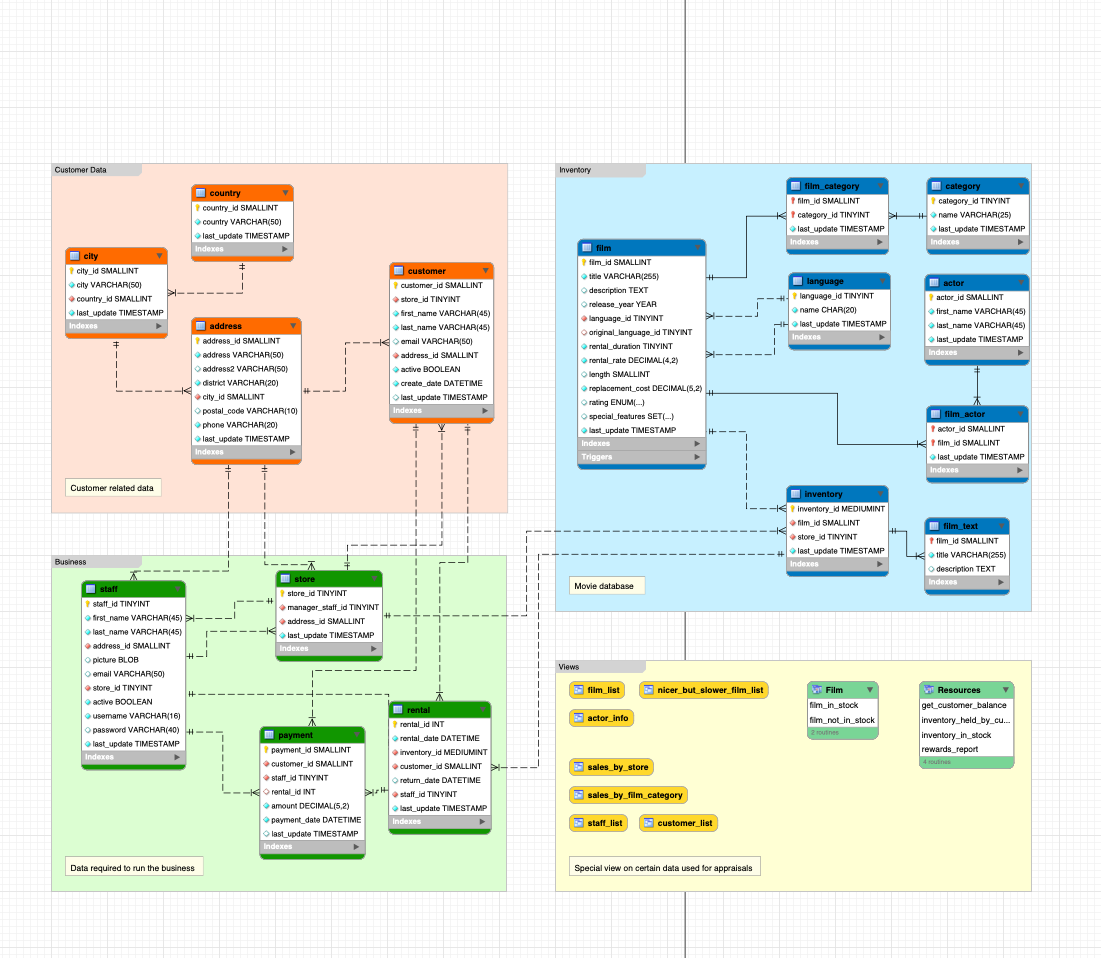 Customer Data
country
country_id SMALLINT
country VARCHAR(50)
last_update TIMESTAMP
Indexes
city
city_id SMALLINT
city VARCHAR(50)
country_id SMALLINT
last_update TIMESTAMP
Indexes
customer
customer_id SMALLINT
store_id TINYINT
first_name VARCHAR(45)
last_name VARCHAR(45)
email VARCHAR(50)
address_id SMALLINT
active BOOLEAN
create_date DATETIME
last_update TIMESTAMP
Indexes
address
address_id SMALLINT
address VARCHAR(50)
address2 VARCHAR(50)
district VARCHAR(20)
city_id SMALLINT
postal_code VARCHAR(10)
phone VARCHAR(20)
last_update TIMESTAMP
Indexes
Customer related data
Inventory
film_category
film_id SMALLINT
category_id TINYINT
last_update TIMESTAMP
Indexes
category
category_id TINYINT
name VARCHAR(25)
last_update TIMESTAMP
Indexes
film
film_id SMALLINT
title VARCHAR(255)
description TEXT
release_year YEAR
language_id TINYINT
original_language_id TINYINT
rental_duration TINYINT
rental_rate DECIMAL(4,2)
length SMALLINT
replacement_cost DECIMAL(5,2)
rating ENUM(...)
special_features SET(...)
last_update TIMESTAMP
Indexes
Triggers
language
language_id TINYINT
name CHAR(20)
last_update TIMESTAMP
Indexes
actor
actor_id SMALLINT
first_name VARCHAR(45)
last_name VARCHAR(45)
last_update TIMESTAMP
Indexes
film_actor
actor_id SMALLINT
film_id SMALLINT
last_update TIMESTAMP
Indexes
inventory
inventory_id MEDIUMINT
film_id SMALLINT
store_id TINYINT
last_update TIMESTAMP
Indexes
film_text
film_id SMALLINT
title VARCHAR(255)
description TEXT
Indexes
Movie database
Business
staff
staff_id TINYINT
first_name VARCHAR(45)
last_name VARCHAR(45)
address_id SMALLINT
picture BLOB
email VARCHAR(50)
store_id TINYINT
active BOOLEAN
username VARCHAR(16)
password VARCHAR(40)
last_update TIMESTAMP
Indexes
store
store_id TINYINT
manager_staff_id TINYINT
address_id SMALLINT
last_update TIMESTAMP
Indexes
payment
payment_id SMALLINT
customer_id SMALLINT
staff_id TINYINT
rental_id INT
amount DECIMAL(5,2)
payment_date DATETIME
last_update TIMESTAMP
Indexes
rental
rental_id INT
rental_date DATETIME
inventory_id MEDIUMINT
customer_id SMALLINT
return_date DATETIME
staff_id TINYINT
last_update TIMESTAMP
Indexes
Data required to run the business
Views
film_list
nicer_but_slower_film_list
actor_info
sales_by_store
sales_by_film_category
staff_list
customer_list
Film
film_in_stock
film_not_in_stock
2 routines
Resources
get_customer_balance
inventory_held_by_cu...
inventory_in_stock
rewards_report
4 routines
Special view on certain data used for appraisals